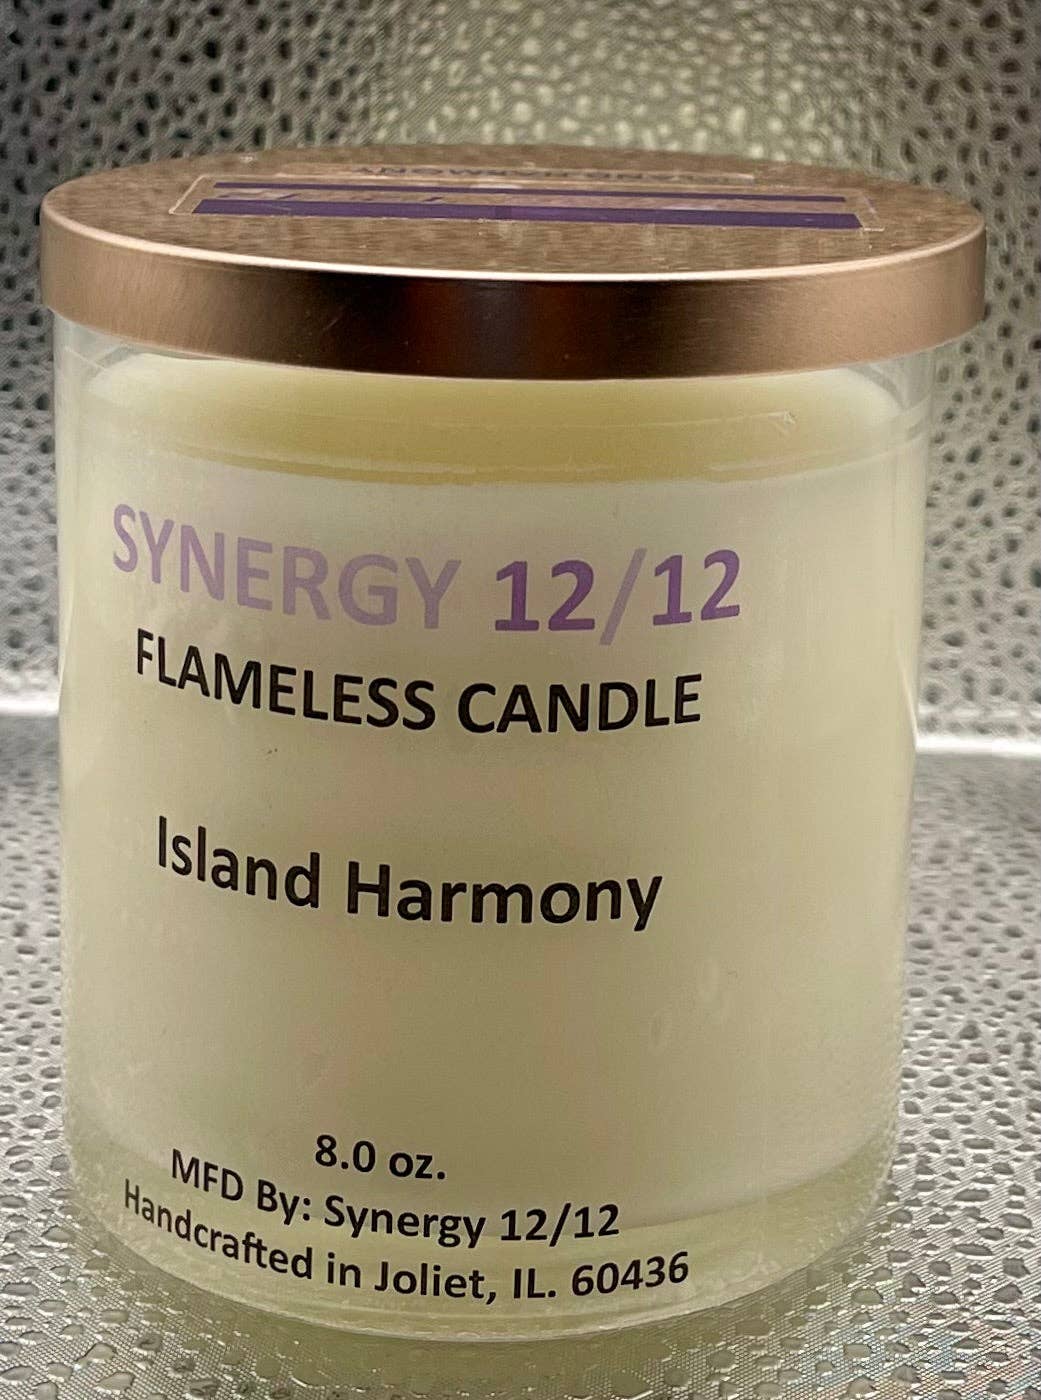 SYNERGY 12/12
FLAMELESS CANDLE
Island Harmony
8.0 oz.
MFD By: Synergy 12/12
Handcrafted in Joliet, IL. 60436